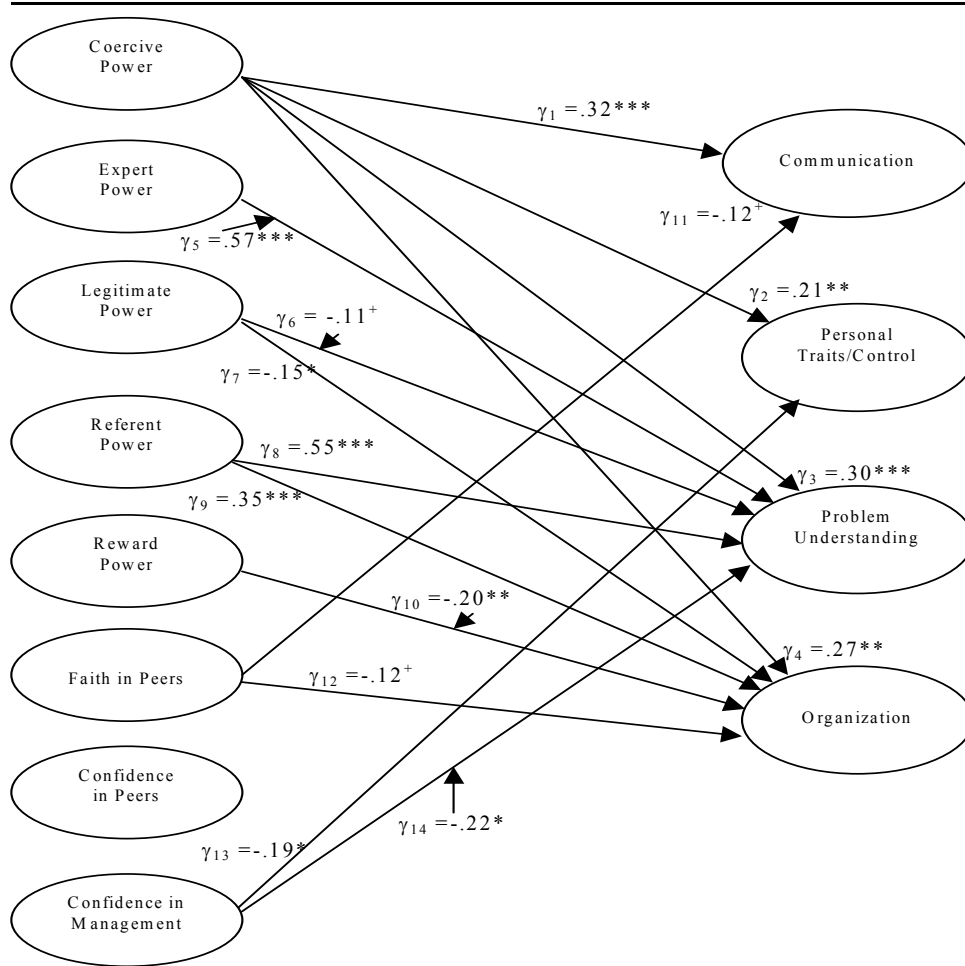 Coercive
Power
γ₁ =.32***
Communication
Expert
Power
γ₁₁ =-.12⁺
γ₅ =.57***
Legitimate
Power
γ₆ = -.11⁺
γ₂ =.21**
Personal
Traits/Control
γ₇ =-.15*
Referent
Power
γ₈ =.55***
γ₃ =.30***
γ₉ =.35***
Problem
Understanding
Reward
Power
γ₁₀ =-.20**
γ₄ =.27**
Faith in Peers
γ₁₂ =-.12⁺
Organization
Confidence
in Peers
γ₁₄ =-.22*
γ₁₃ =-.19*
Confidence in
Management